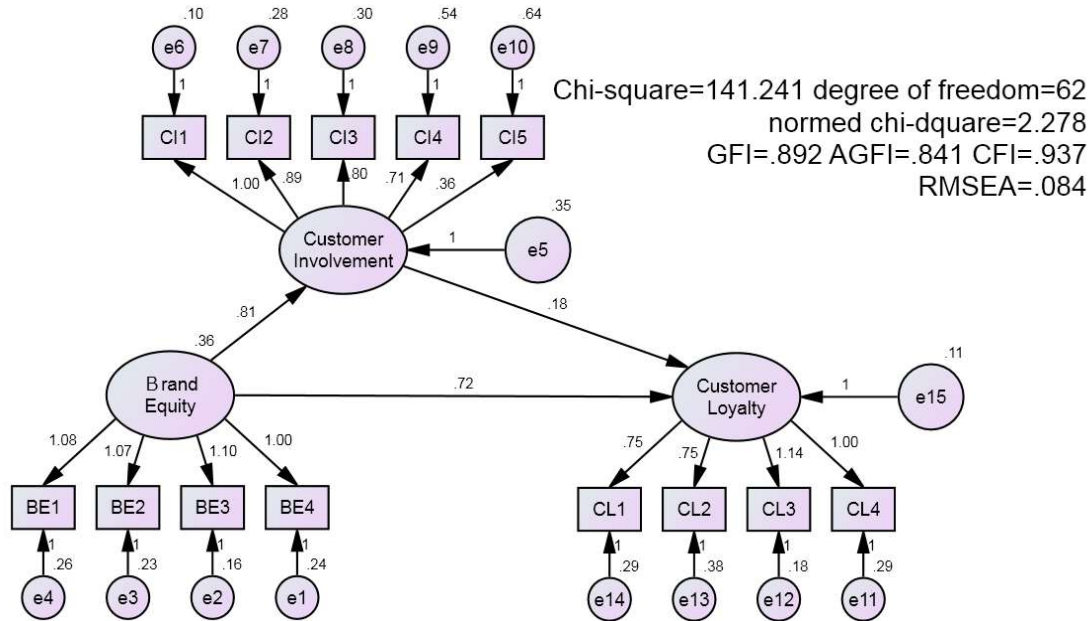 .10 .28 .30 .54 .64
e6 e7 e8 e9 e10
1 1 1 1 1
CI1 CI2 CI3 CI4 CI5
1.00 .89 .80 .71 .36
Chi-square=141.241 degree of freedom=62
normed chi-dquare=2.278
GFI=.892 AGFI=.841 CFI=.937
RMSEA=.084
Customer
Involvement
1
.35
e5
.81
.18
.36
Brand
Equity
.72
Customer
Loyalty
1
.11
e15
1.08 1.07 1.10 1.00
BE1 BE2 BE3 BE4
1 1 1 1
.26 .23 .16 .24
e4 e3 e2 e1
.75 .75 1.14 1.00
CL1 CL2 CL3 CL4
1 1 1 1
.29 .38 .18 .29
e14 e13 e12 e11